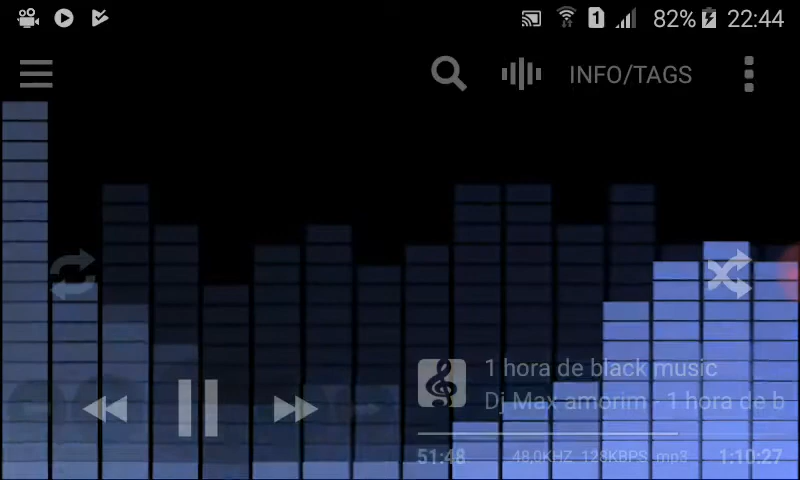 1 82% 22:44
INFO/TAGS
1 hora de black music
Dj Max amorim - 1 hora de b
51:48 48,0KHZ 128KBPS mp3 1:10:27